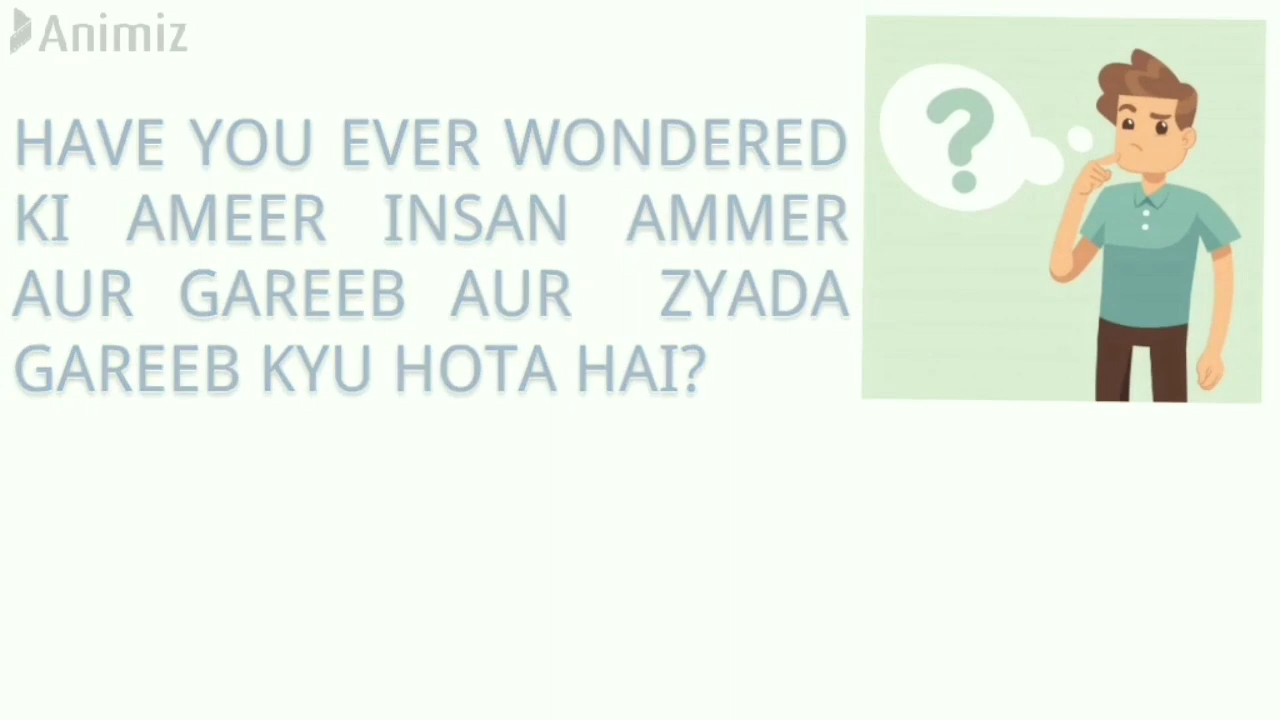 Animiz
HAVE YOU EVER WONDERED
KI AMEER INSAN AMMER
AUR GAREEB AUR ZYADA
GAREEB KYU HOTA HAI?
?